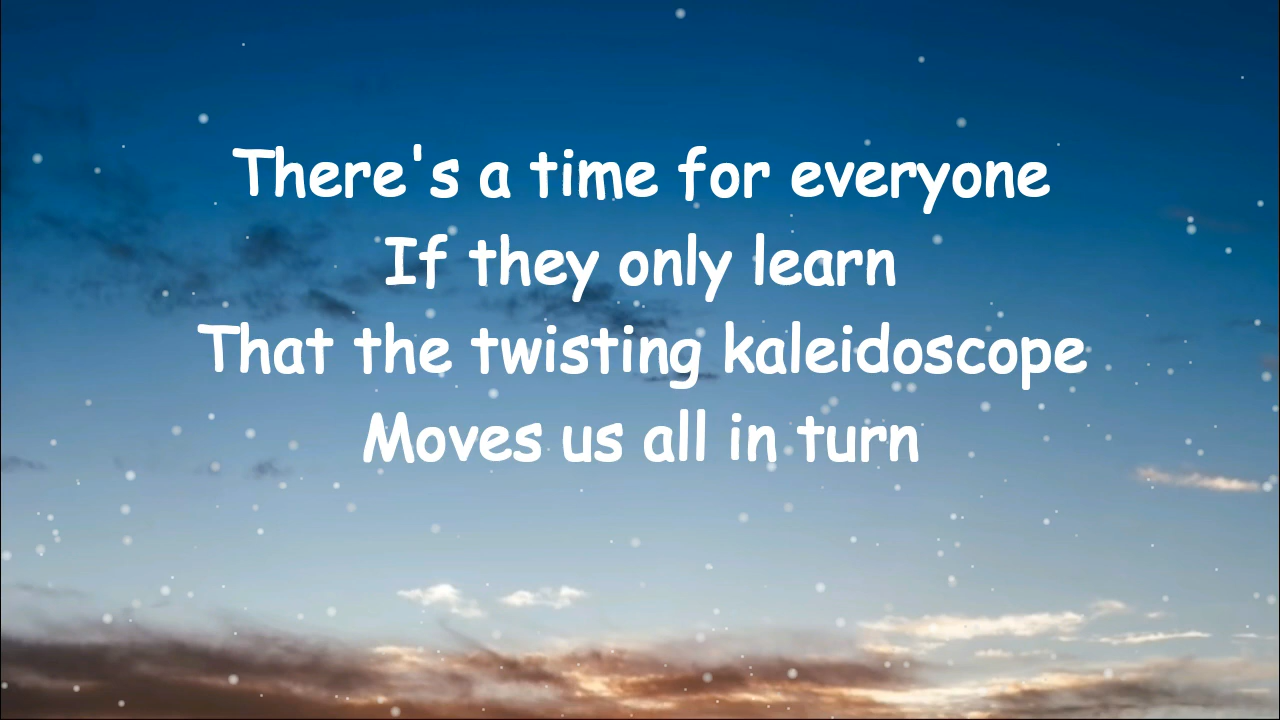 There's a time for everyone
If they only learn
That the twisting kaleidoscope
Moves us all in turn